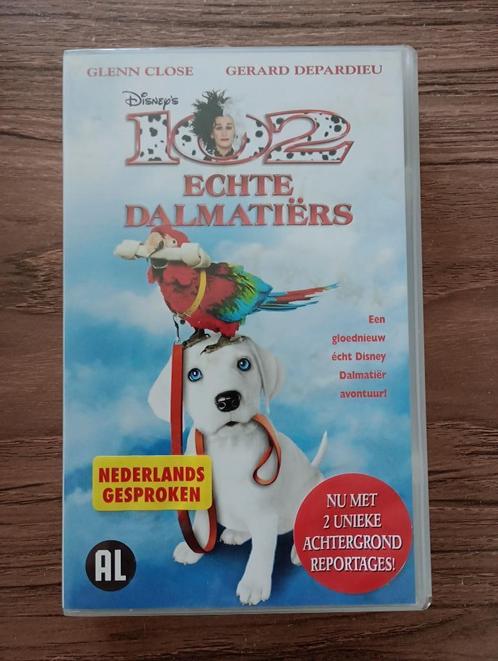 GLENN CLOSE GERARD DEPARDIEU
DISNEY'S
102
ECHTE
DALMATIËRS
Een
gloednieuw
écht Disney
Dalmatiër
avontuur!
NEDERLANDS
GESPROKEN
NU MET
2 UNIEKE
ACHTERGROND
REPORTAGES!
AL